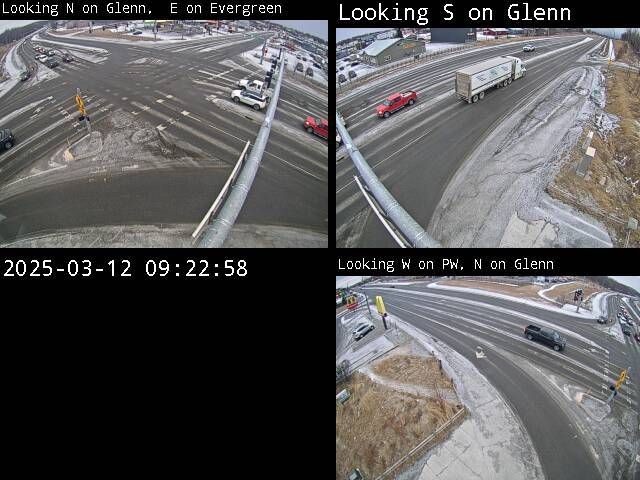 Looking N on Glenn, E on Evergreen
Looking S on Glenn
2025-03-12 09:22:58
Looking W on PW, N on Glenn